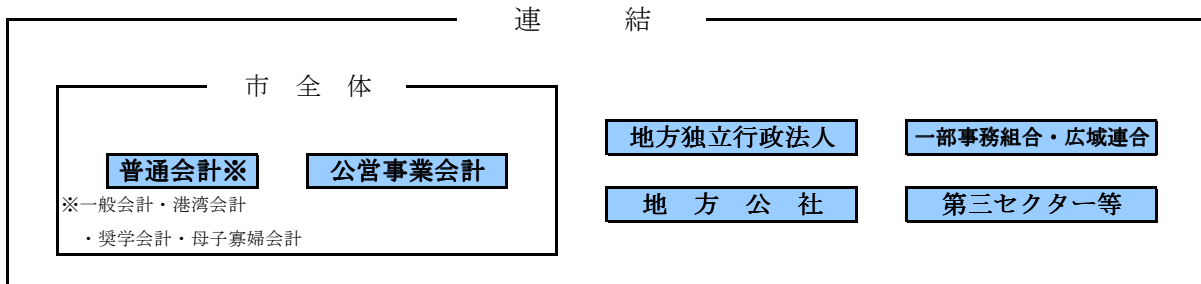 連　　結
市　全　体
地方独立行政法人
一部事務組合・広域連合
普通会計※
公営事業会計
※一般会計・港湾会計
・奨学会計・母子寡婦会計
地　方　公　社
第三セクター等